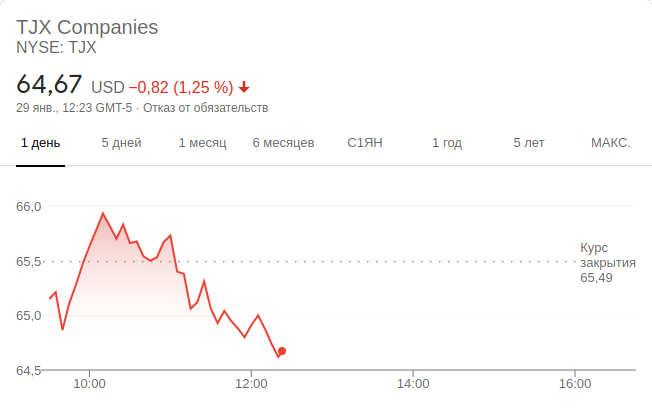 TJX Companies
NYSE: TJX
64,67 USD −0,82 (1,25 %)
29 янв., 12:23 GMT-5 · Отказ от обязательств
1 день 5 дней 1 месяц 6 месяцев С1ЯН 1 год 5 лет МАКС.
66,0
65,5
65,0
64,5
Курс
закрытия
65,49
10:00 12:00 14:00 16:00